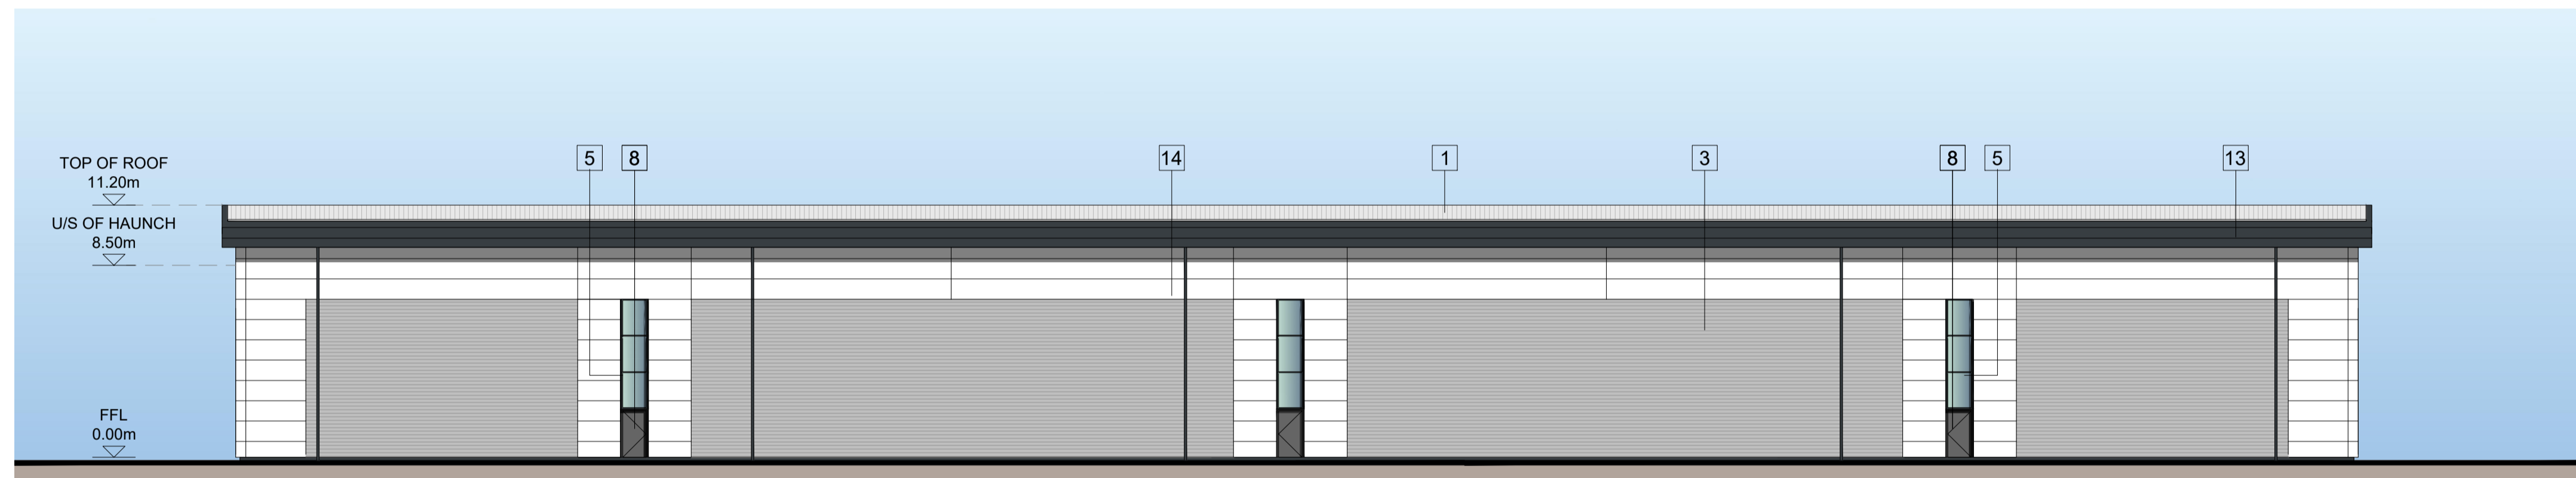 5 8 14 1 3 8 5 13
TOP OF ROOF
11.20m
U/S OF HAUNCH
8.50m
FFL
0.00m